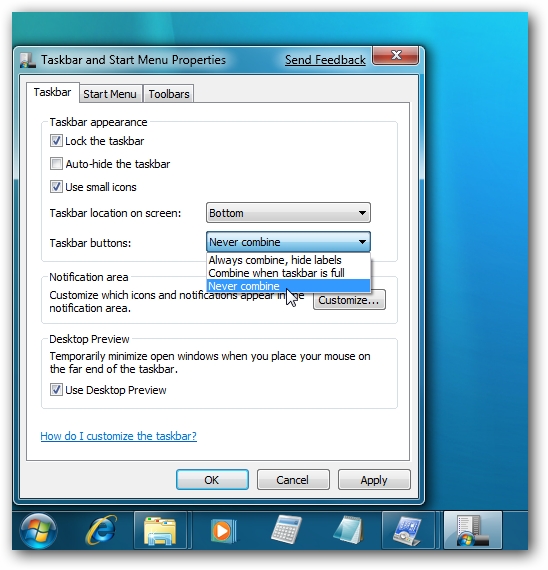 Taskbar and Start Menu Properties
Send Feedback
Taskbar
Start Menu
Toolbars
Taskbar appearance
Lock the taskbar
Auto-hide the taskbar
Use small icons
Taskbar location on screen:
Bottom
Taskbar buttons:
Never combine
Always combine, hide labels
Combine when taskbar is full
Never combine
Notification area
Customize which icons and notifications appear in the
notification area.
Customize...
Desktop Preview
Temporarily minimize open windows when you place your mouse on
the far end of the taskbar.
Use Desktop Preview
How do I customize the taskbar?
OK
Cancel
Apply